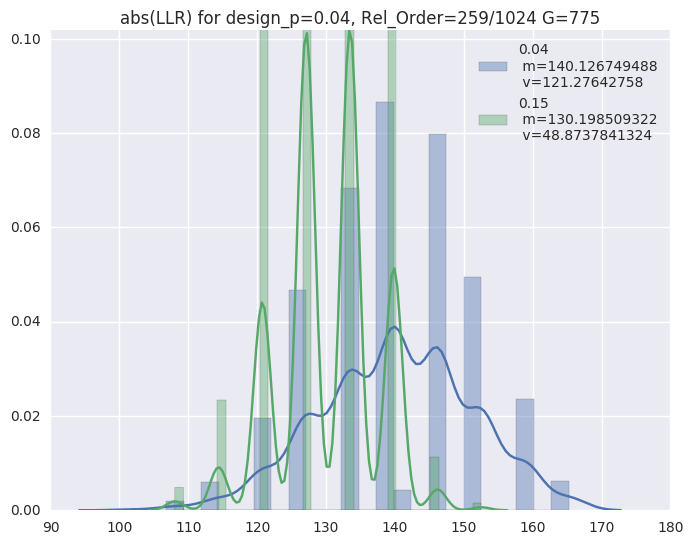 abs(LLR) for design_p=0.04, Rel_Order=259/1024 G=775
0.04
m=140.126749488
v=121.27642758
0.15
m=130.198509322
v=48.8737841324
0.10
0.08
0.06
0.04
0.02
0.00
90 100 110 120 130 140 150 160 170 180